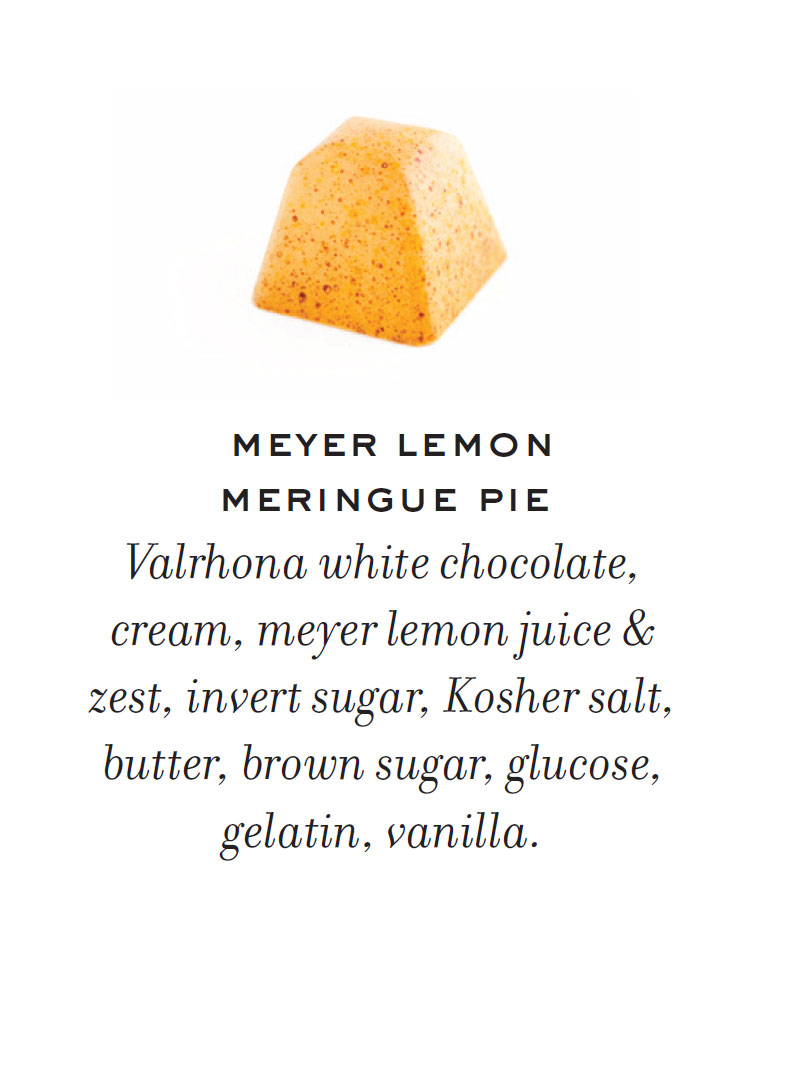 MEYER LEMON
MERINGUE PIE
Valrhona white chocolate,
cream, meyer lemon juice &
zest, invert sugar, Kosher salt,
butter, brown sugar, glucose,
gelatin, vanilla.